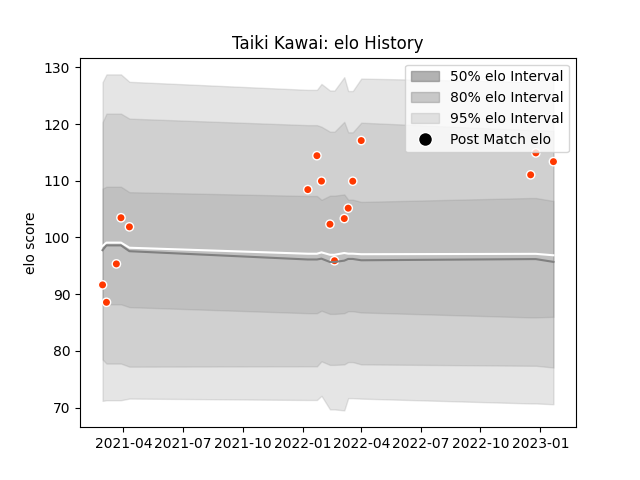 Taiki Kawai: elo History
130
120
110
100
90
80
70
elo score
50% elo Interval
80% elo Interval
95% elo Interval
Post Match elo
2021-04 2021-07 2021-10 2022-01 2022-04 2022-07 2022-10 2023-01